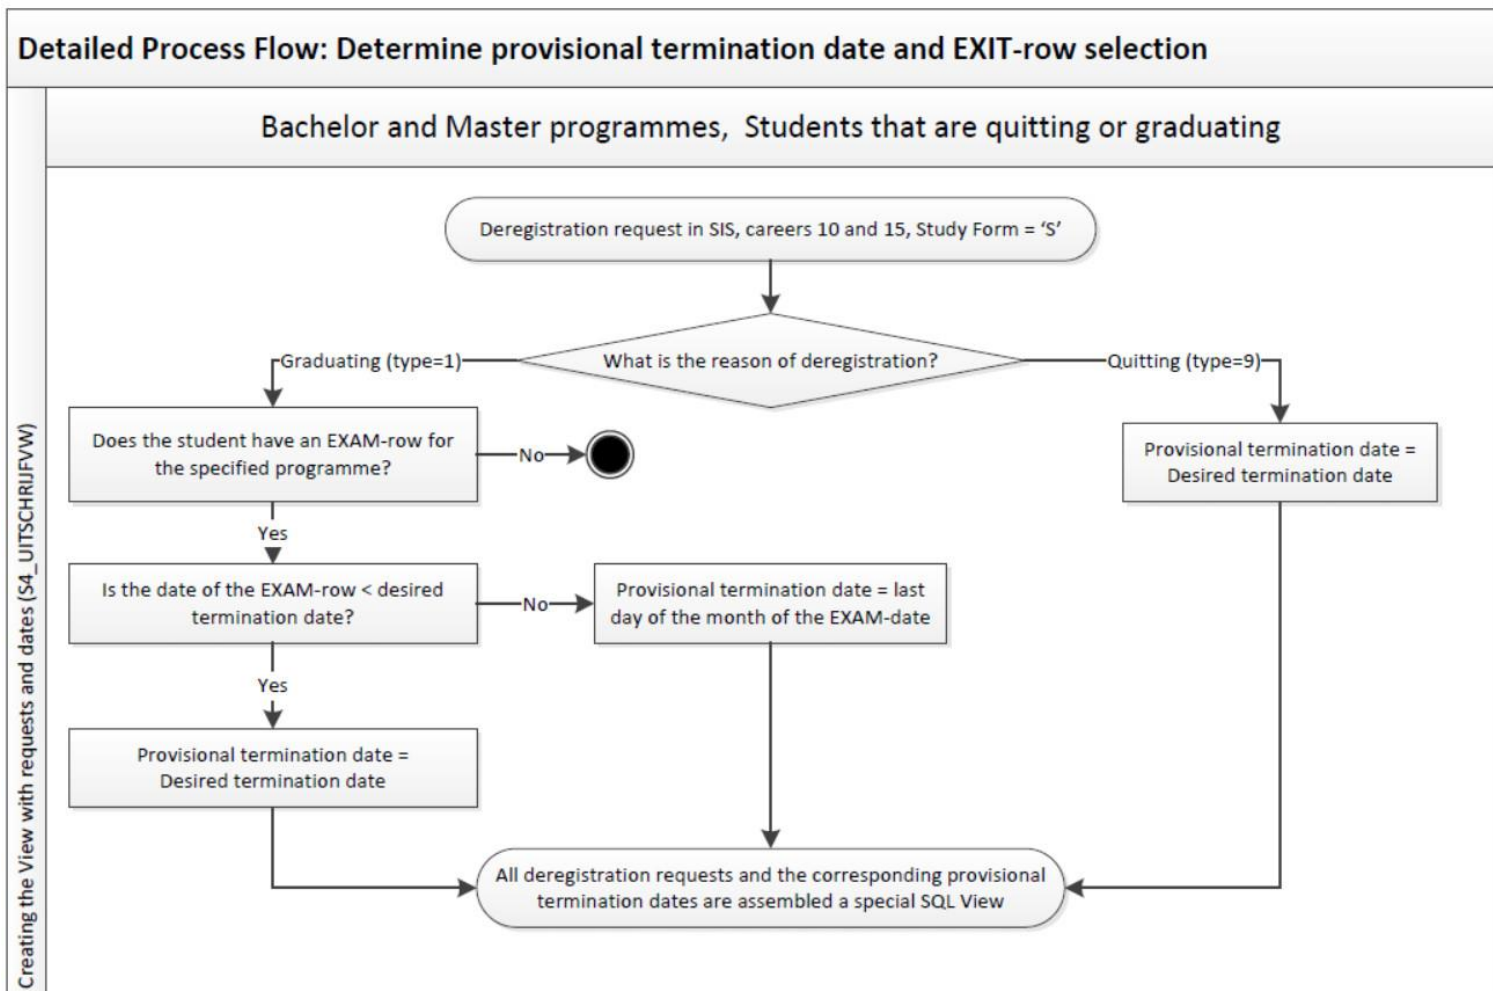 Detailed Process Flow: Determine provisional termination date and EXIT-row selection
Bachelor and Master programmes,  Students that are quitting or graduating
Creating the View with requests and dates (S4_UITSCHRIJFVW)
Deregistration request in SIS, careers 10 and 15, Study Form = ‘S’
What is the reason of deregistration?
Graduating (type=1)
Quitting (type=9)
Does the student have an EXAM-row for
the specified programme?
No
Provisional termination date =
Desired termination date
Yes
Is the date of the EXAM-row < desired
termination date?
No
Provisional termination date = last
day of the month of the EXAM-date
Yes
Provisional termination date =
Desired termination date
All deregistration requests and the corresponding provisional
termination dates are assembled a special SQL View